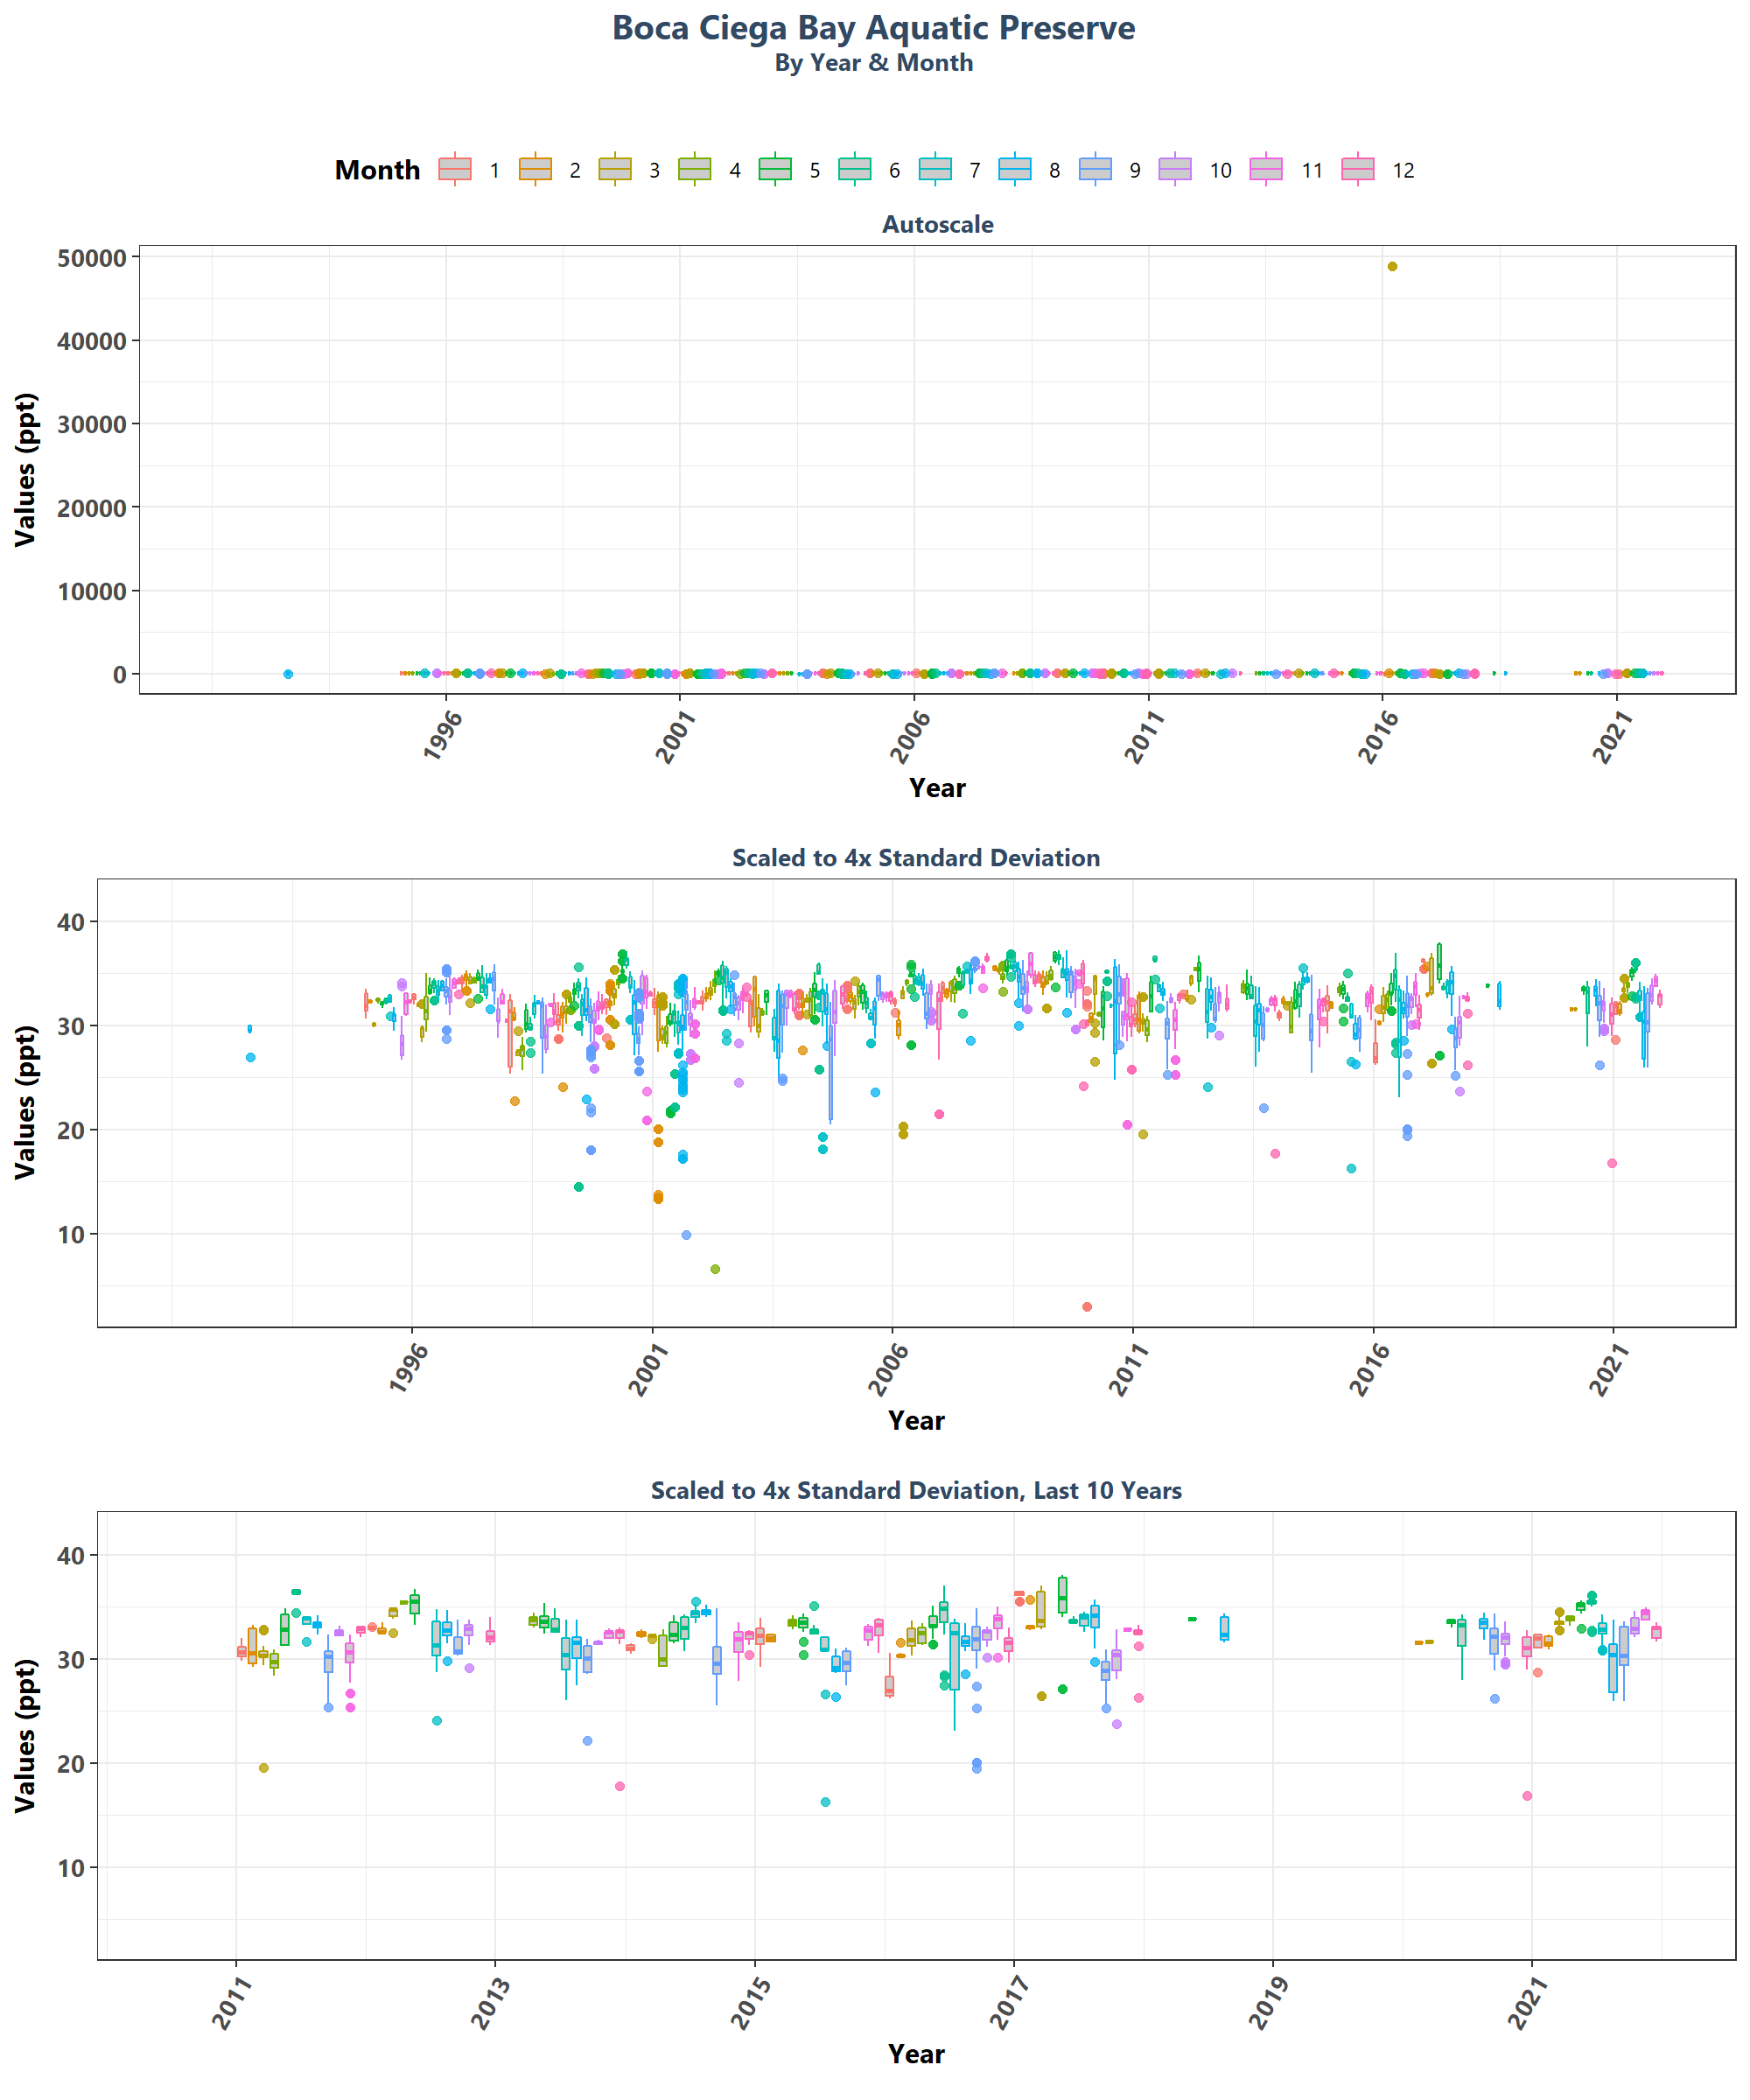 Boca Ciega Bay Aquatic Preserve
By Year & Month
Month 1 2 3 4 5 6 7 8 9 10 11 12
Autoscale
Values (ppt)
50000
40000
30000
20000
10000
0
1996 2001 2006 2011 2016 2021
Year
Scaled to 4x Standard Deviation
Values (ppt)
40
30
20
10
1996 2001 2006 2011 2016 2021
Year
Scaled to 4x Standard Deviation, Last 10 Years
Values (ppt)
40
30
20
10
2011 2013 2015 2017 2019 2021
Year